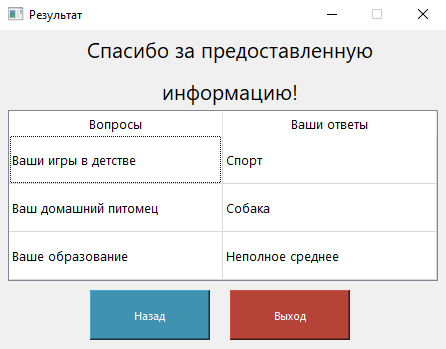 Результат
Спасибо за предоставленную
информацию!
Вопросы Ваши ответы
Ваши игры в детстве Спорт
Ваш домашний питомец Собака
Ваше образование Неполное среднее
Назад Выход